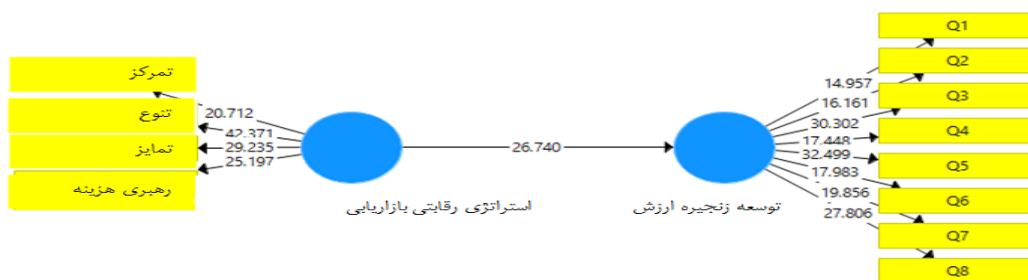 تمرکز
تنوع
تمایز
رهبری هزینه
20.712
42.371
29.235
25.197
استراتژی رقابتی بازاریابی
26.740
توسعه زنجیره ارزش
14.957
16.161
30.302
17.448
32.499
17.983
19.856
27.806
Q1
Q2
Q3
Q4
Q5
Q6
Q7
Q8